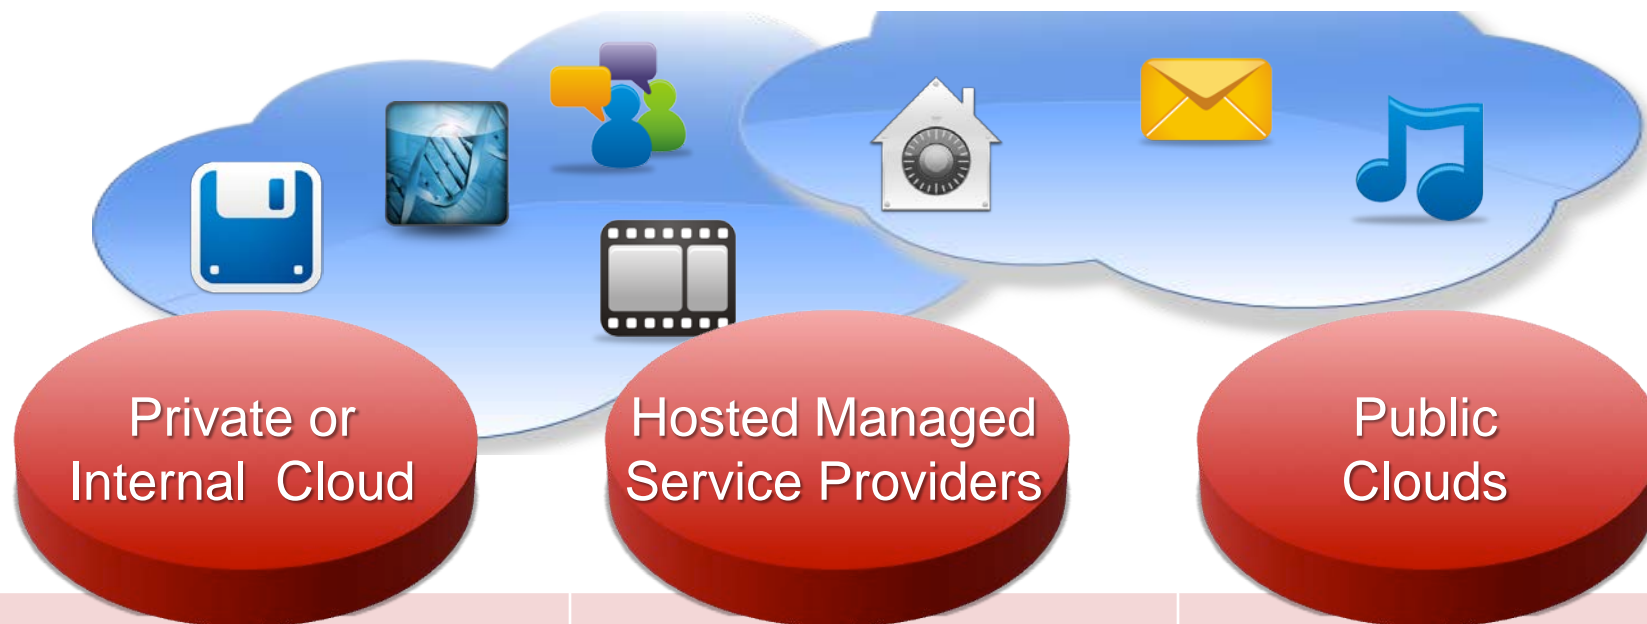 Private or
Internal Cloud
Hosted Managed
Service Providers
Public
Clouds